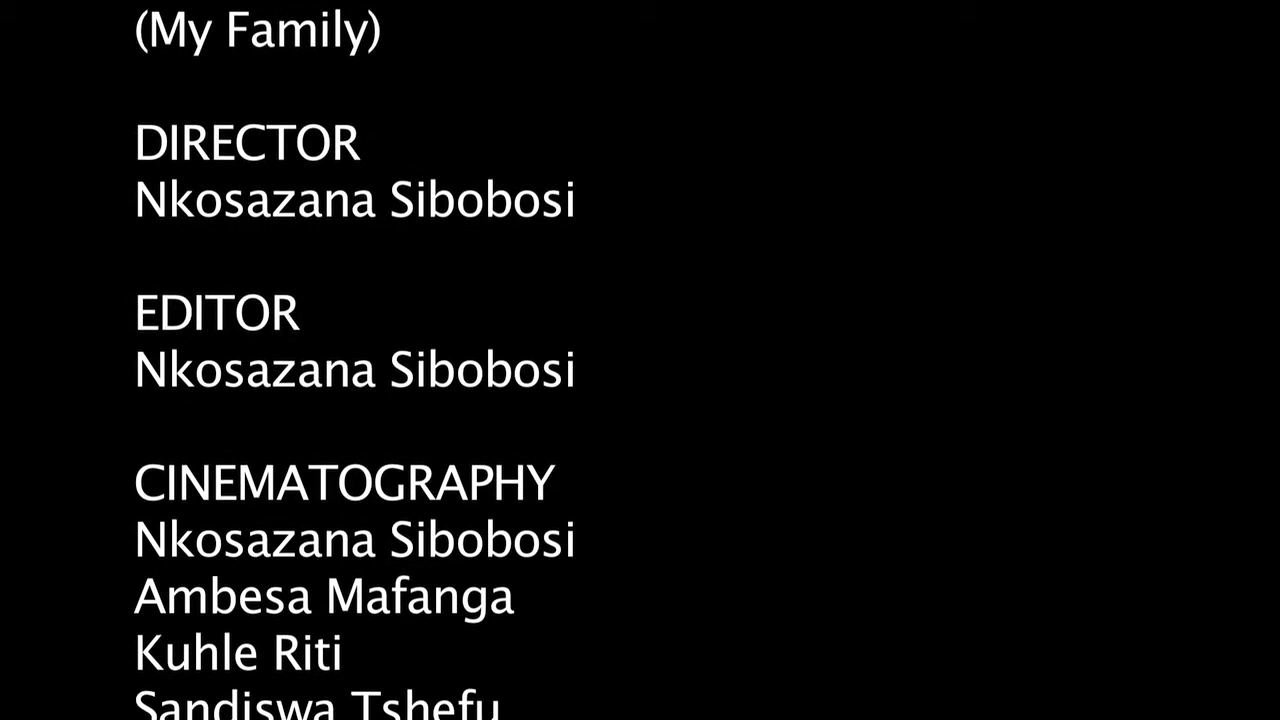 (My Family)
DIRECTOR
Nkosazana Sibobosi
EDITOR
Nkosazana Sibobosi
CINEMATOGRAPHY
Nkosazana Sibobosi
Ambesa Mafanga
Kuhle Riti
Sandiswa Tshefu